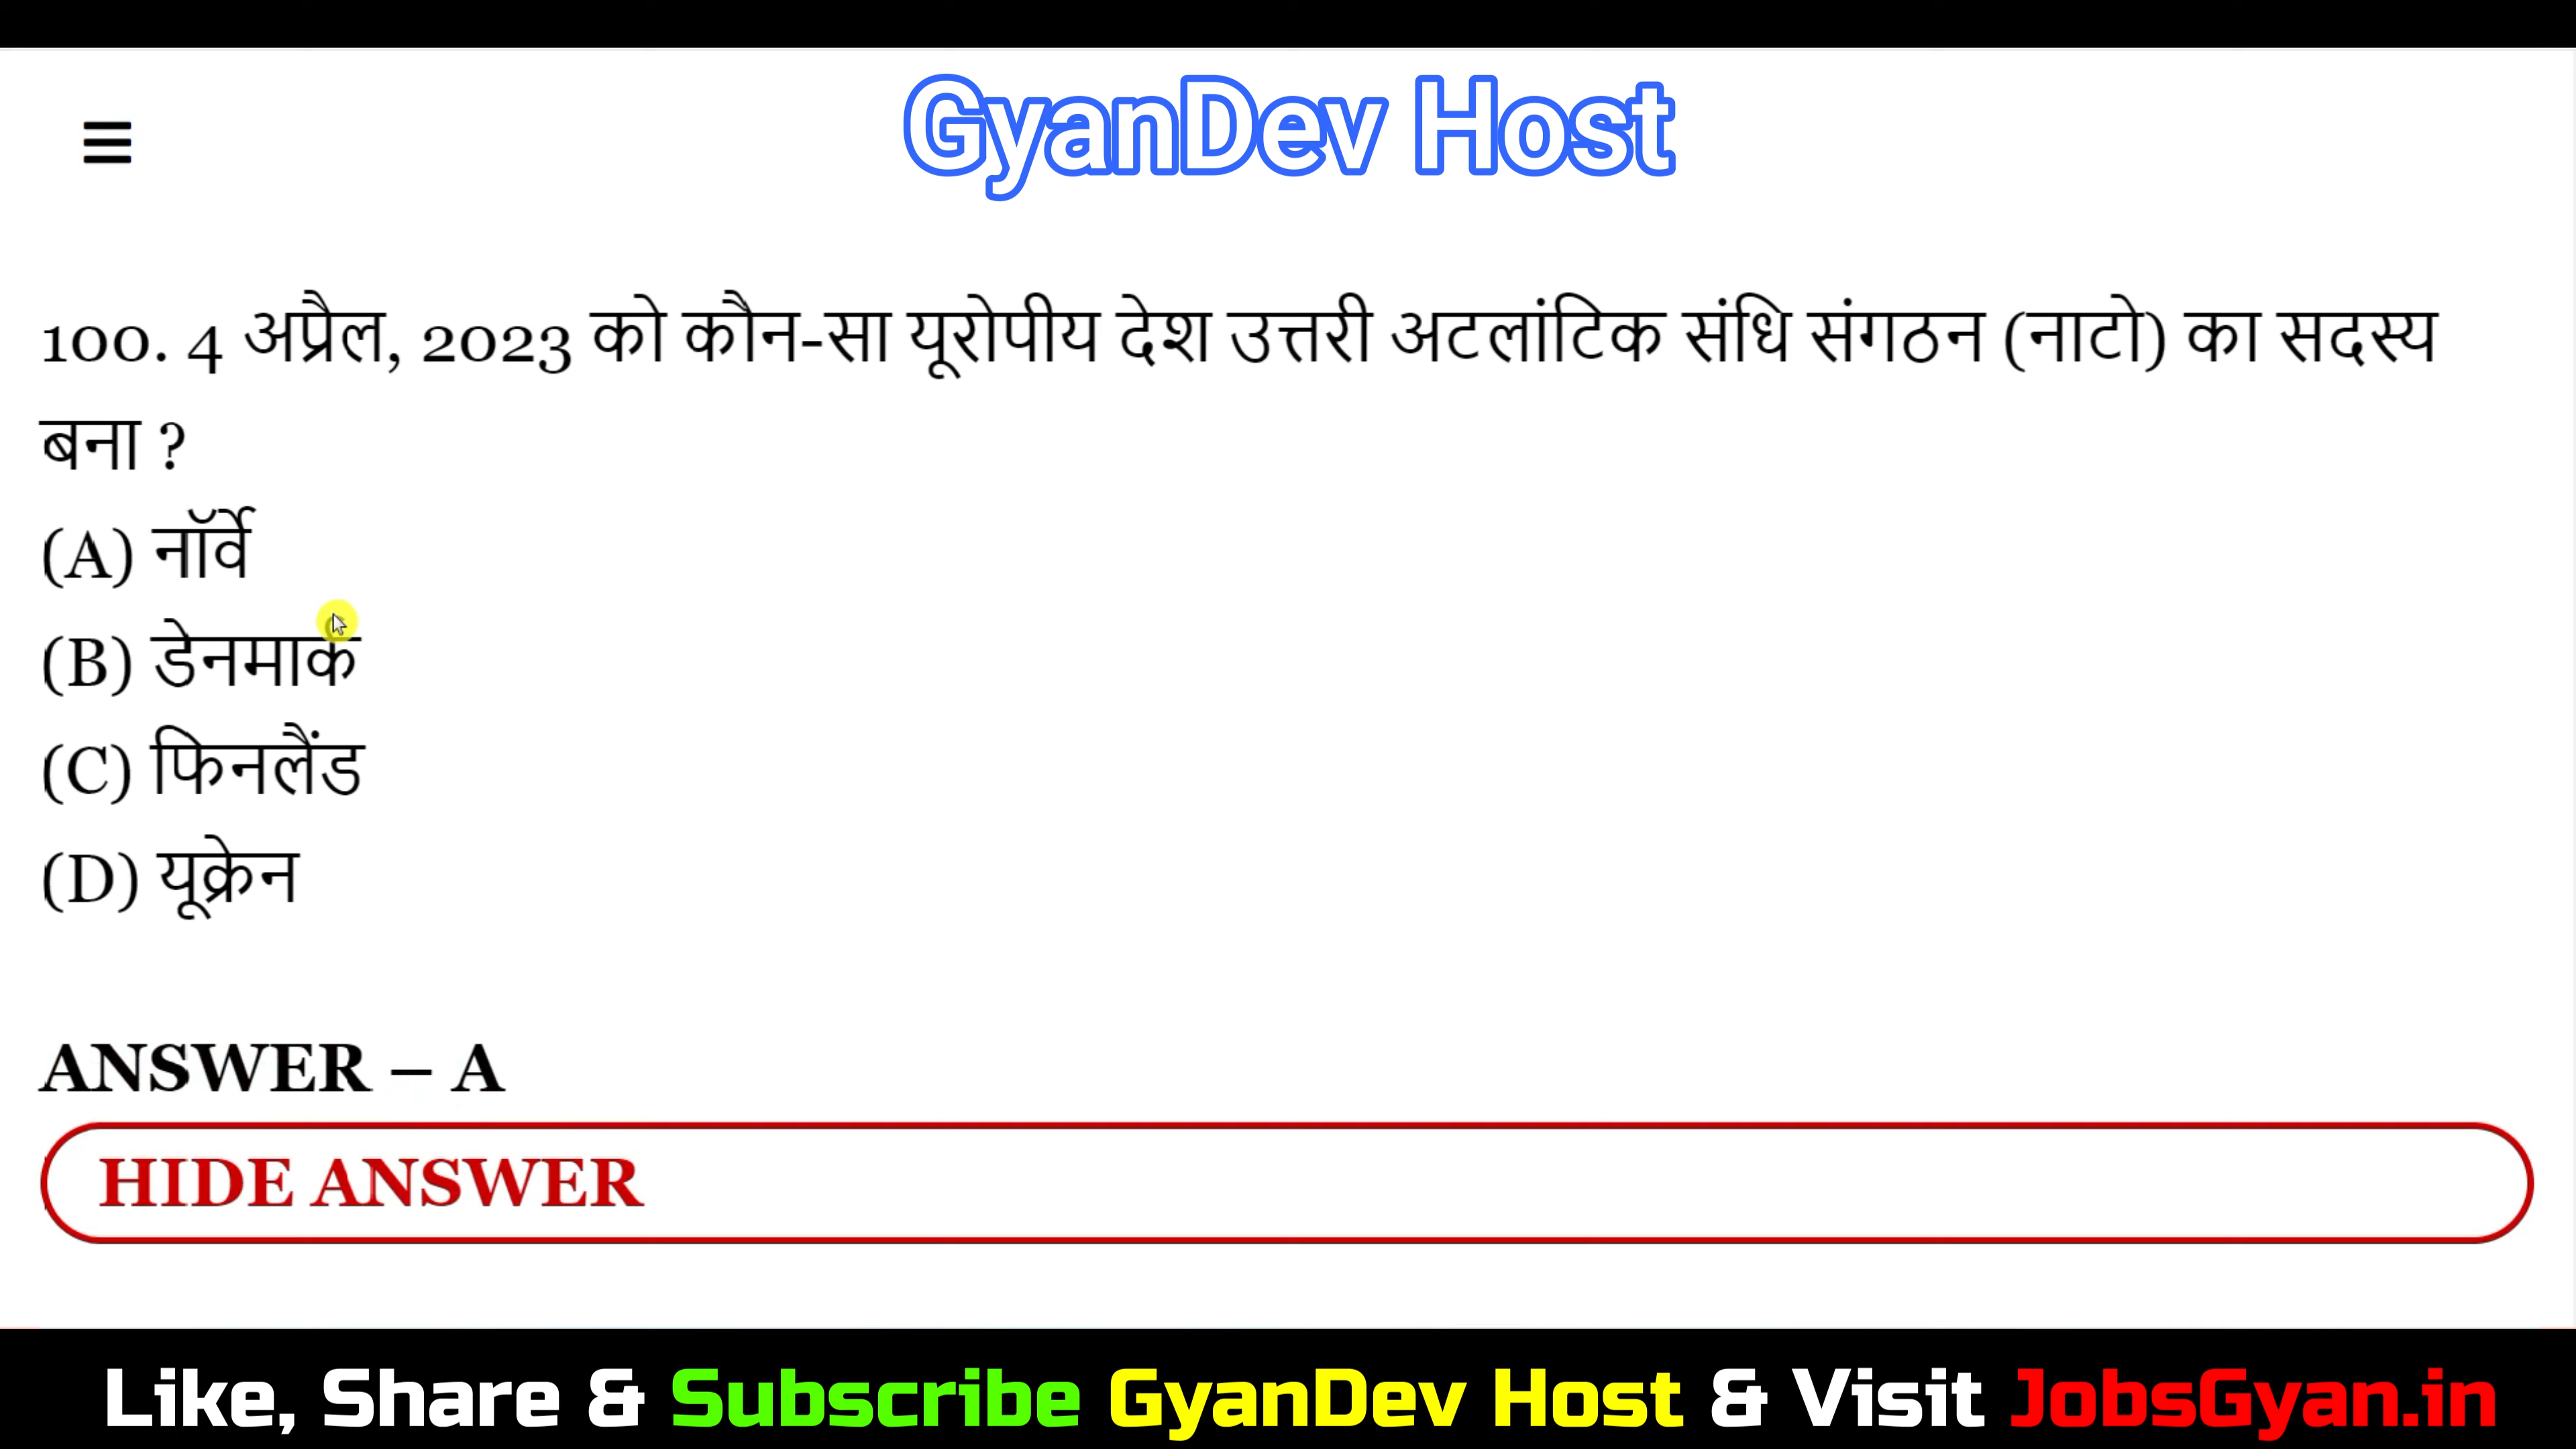 GyanDev Host
100. 4 अप्रैल, 2023 को कौन-सा यूरोपीय देश उत्तरी अटलांटिक संधि संगठन (नाटो) का सदस्य
बना ?
(A) नॉर्वे
(B) डेनमार्क
(C) फिनलैंड
(D) यूक्रेन
ANSWER – A
HIDE ANSWER
Like, Share & Subscribe GyanDev Host & Visit JobsGyan.in